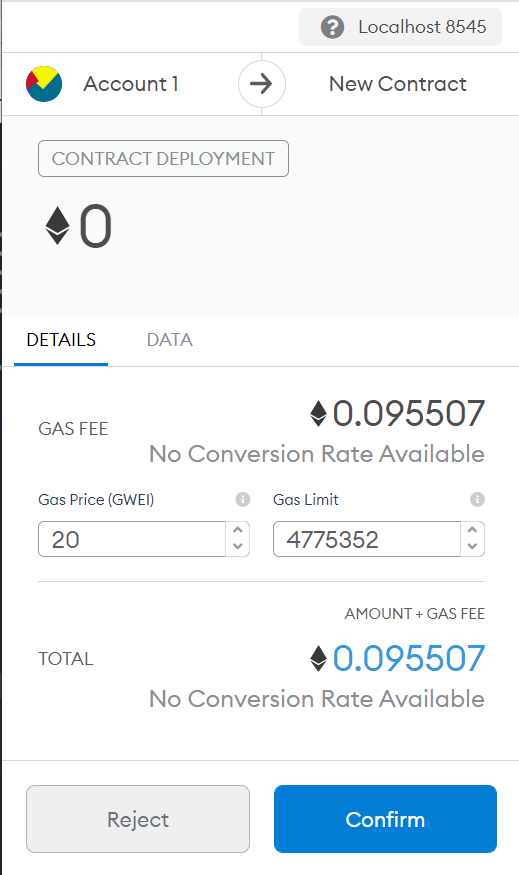 Localhost 8545
Account 1
New Contract
CONTRACT DEPLOYMENT
0
DETAILS
DATA
GAS FEE
0.095507
No Conversion Rate Available
Gas Price (GWEI)
Gas Limit
20
4775352
AMOUNT + GAS FEE
TOTAL
0.095507
No Conversion Rate Available
Reject
Confirm